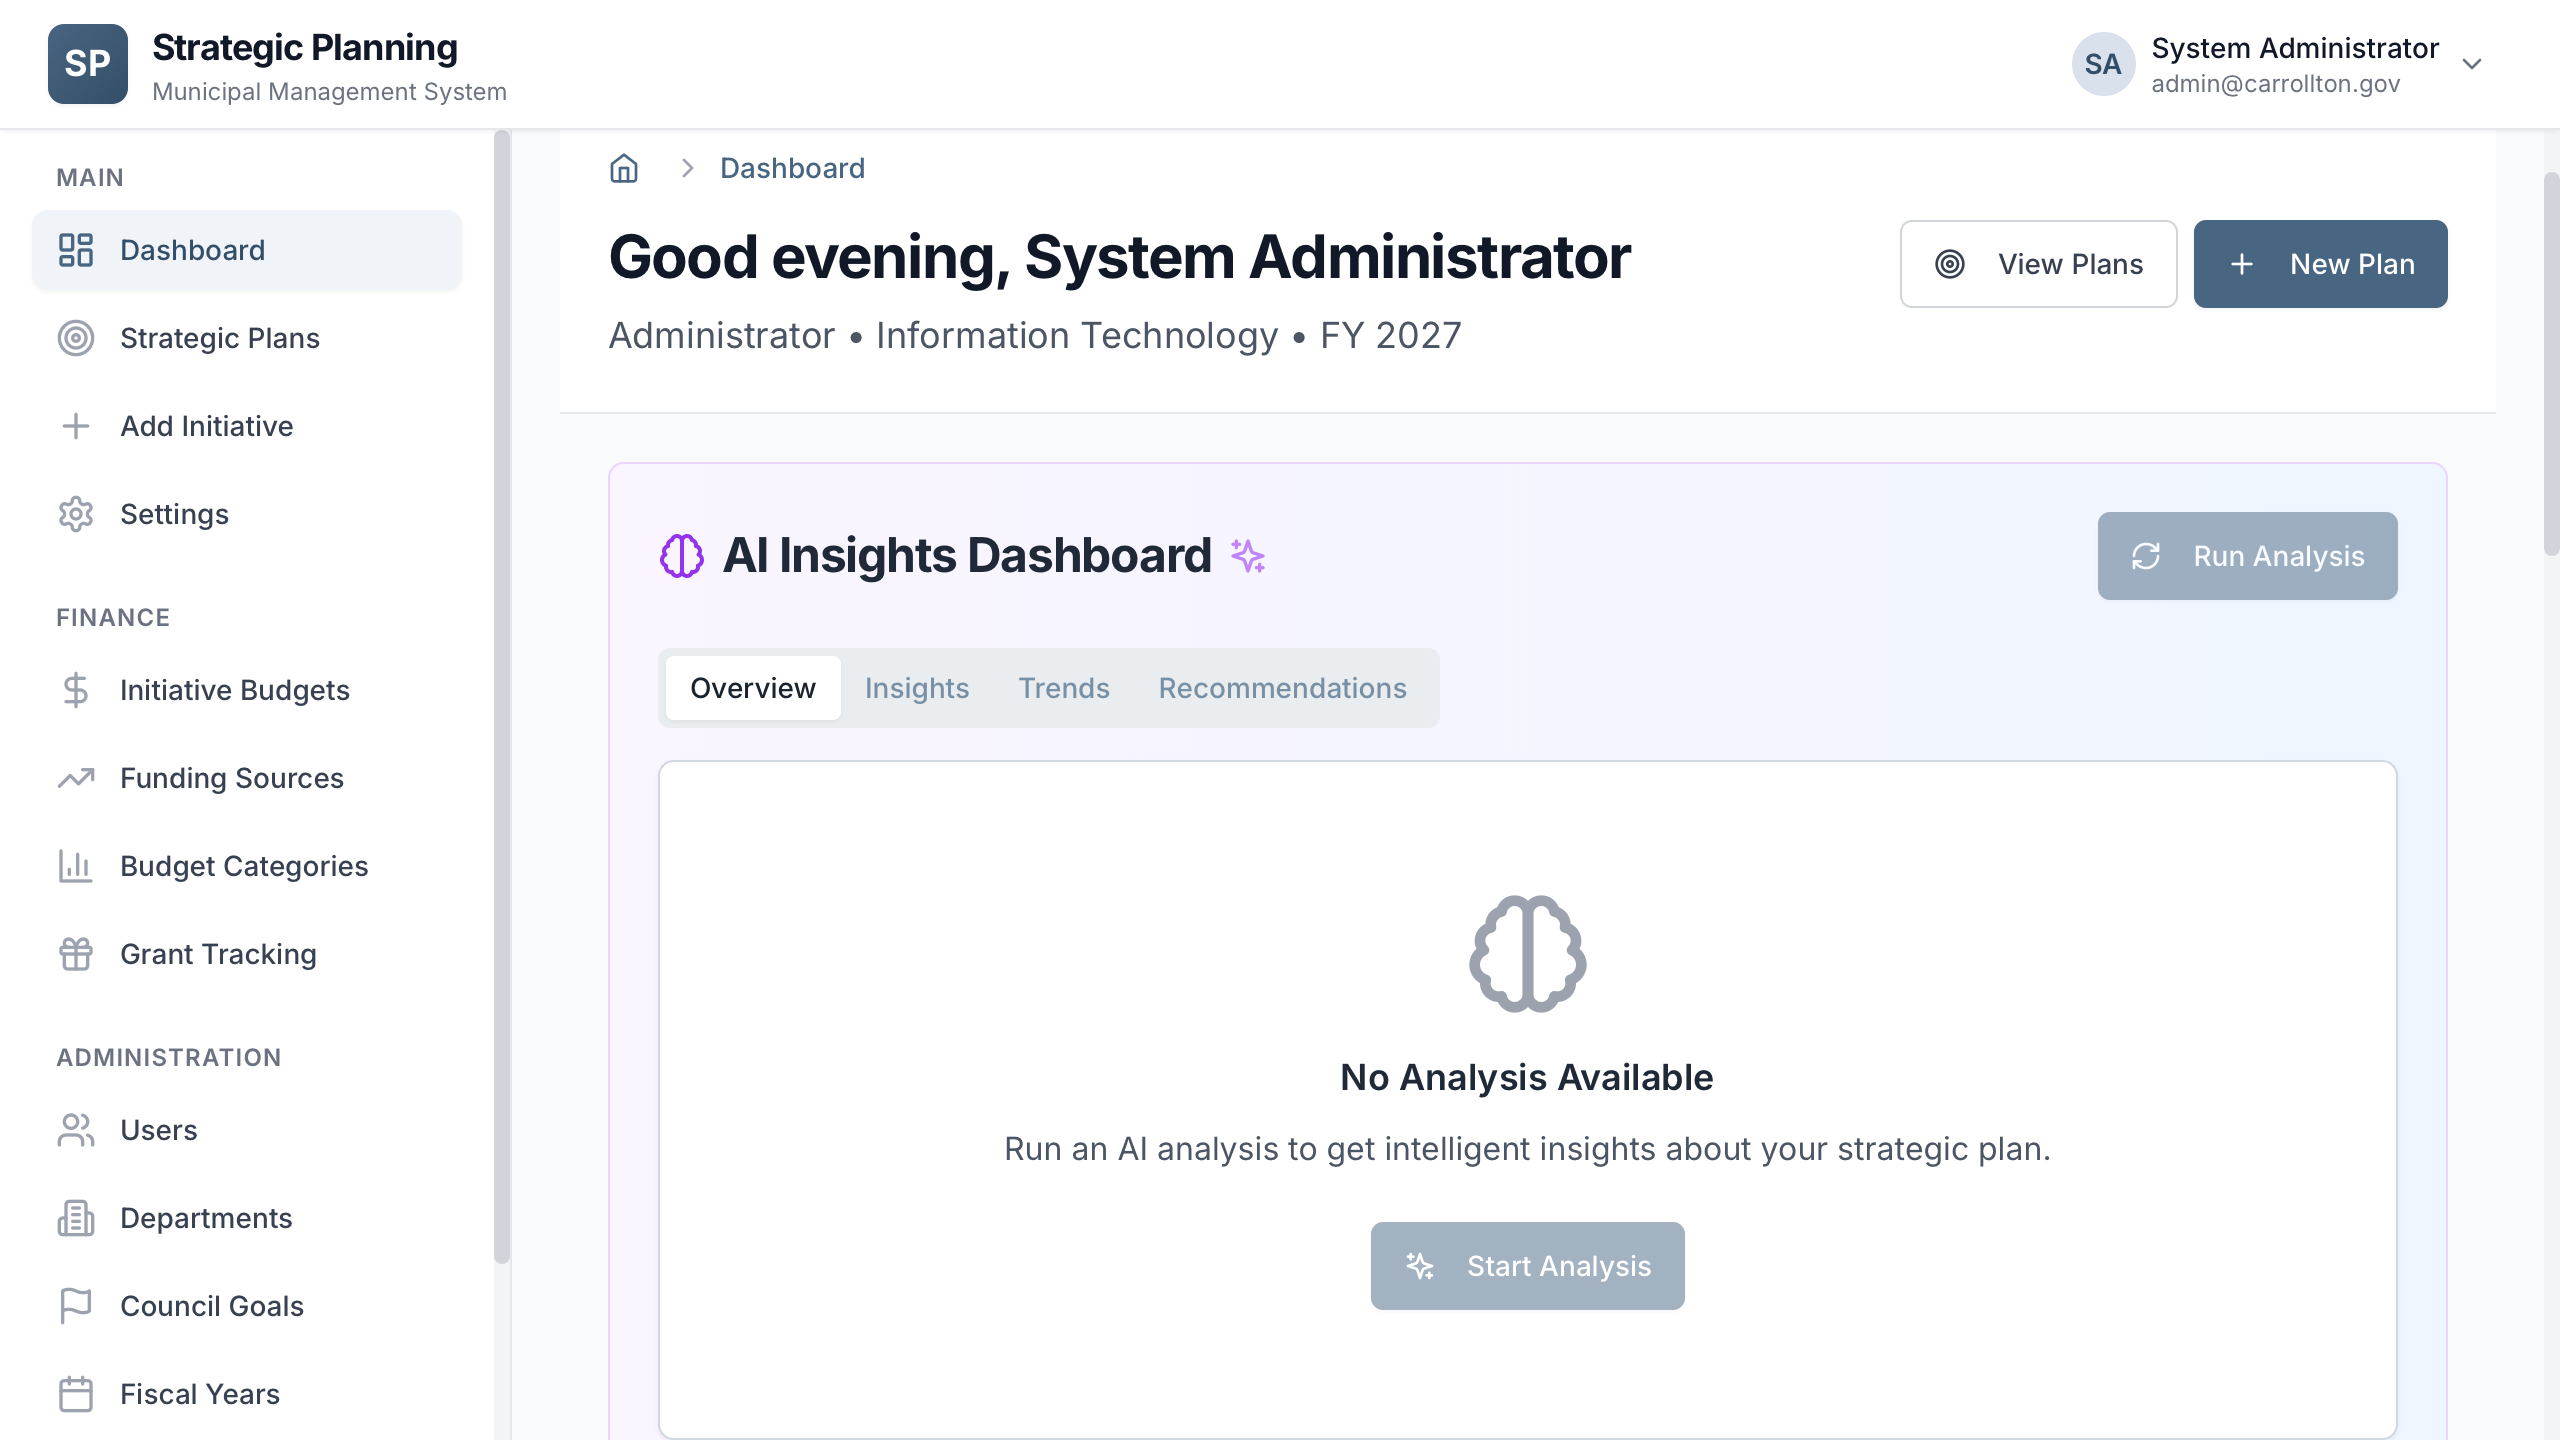 SP
Strategic Planning
Municipal Management System
SA
System Administrator
admin@carrollton.gov
MAIN
Dashboard
Strategic Plans
Add Initiative
Settings
FINANCE
Initiative Budgets
Funding Sources
Budget Categories
Grant Tracking
ADMINISTRATION
Users
Departments
Council Goals
Fiscal Years
Dashboard
Good evening, System Administrator
Administrator • Information Technology • FY 2027
View Plans
New Plan
AI Insights Dashboard
Run Analysis
Overview Insights Trends Recommendations
No Analysis Available
Run an AI analysis to get intelligent insights about your strategic plan.
Start Analysis